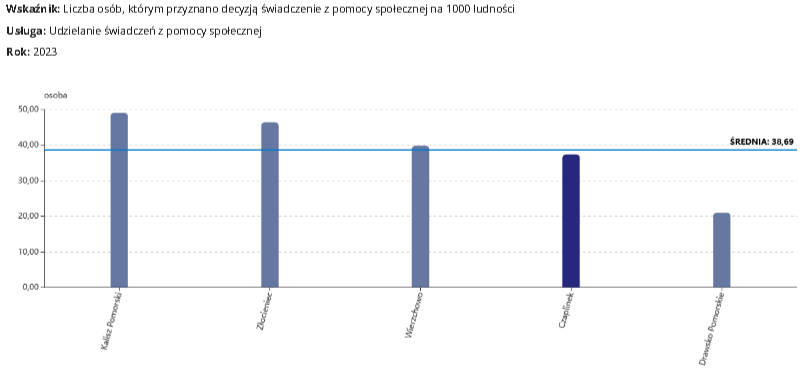 Wskaźnik: Liczba osób, którym przyznano decyzją świadczenie z pomocy społecznej na 1000 ludności
Usługa: Udzielanie świadczeń z pomocy społecznej
Rok: 2023
osoba
50,00
40,00
30,00
20,00
10,00
0,00
ŚREDNIA: 38,69
Kalisz Pomorski
Złocieniec
Wierzchowo
Czaplinek
Drawsko Pomorskie